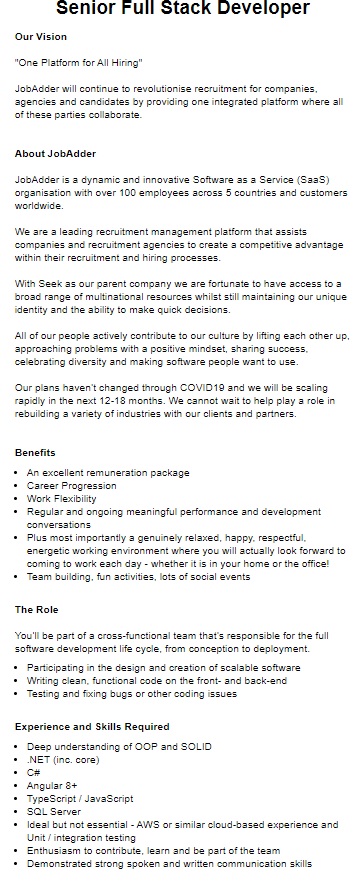 Senior Full Stack Developer
Our Vision
"One Platform for All Hiring"
JobAdder will continue to revolutionise recruitment for companies,
agencies and candidates by providing one integrated platform where all
of these parties collaborate.
About JobAdder
JobAdder is a dynamic and innovative Software as a Service (SaaS)
organisation with over 100 employees across 5 countries and customers
worldwide.
We are a leading recruitment management platform that assists
companies and recruitment agencies to create a competitive advantage
within their recruitment and hiring processes.
With Seek as our parent company we are fortunate to have access to a
broad range of multinational resources whilst still maintaining our unique
identity and the ability to make quick decisions.
All of our people actively contribute to our culture by lifting each other up,
approaching problems with a positive mindset, sharing success,
celebrating diversity and making software people want to use.
Our plans haven't changed through COVID19 and we will be scaling
rapidly in the next 12-18 months. We cannot wait to help play a role in
rebuilding a variety of industries with our clients and partners.
Benefits
• An excellent remuneration package
• Career Progression
• Work Flexibility
• Regular and ongoing meaningful performance and development
conversations
• Plus most importantly a genuinely relaxed, happy, respectful,
energetic working environment where you will actually look forward to
coming to work each day - whether it is in your home or the office!
• Team building, fun activities, lots of social events
The Role
You'll be part of a cross-functional team that's responsible for the full
software development life cycle, from conception to deployment.
• Participating in the design and creation of scalable software
• Writing clean, functional code on the front- and back-end
• Testing and fixing bugs or other coding issues
Experience and Skills Required
• Deep understanding of OOP and SOLID
• .NET (inc. core)
• C#
• Angular 8+
• TypeScript / JavaScript
• SQL Server
• Ideal but not essential - AWS or similar cloud-based experience and
Unit / integration testing
• Enthusiasm to contribute, learn and be part of the team
• Demonstrated strong spoken and written communication skills